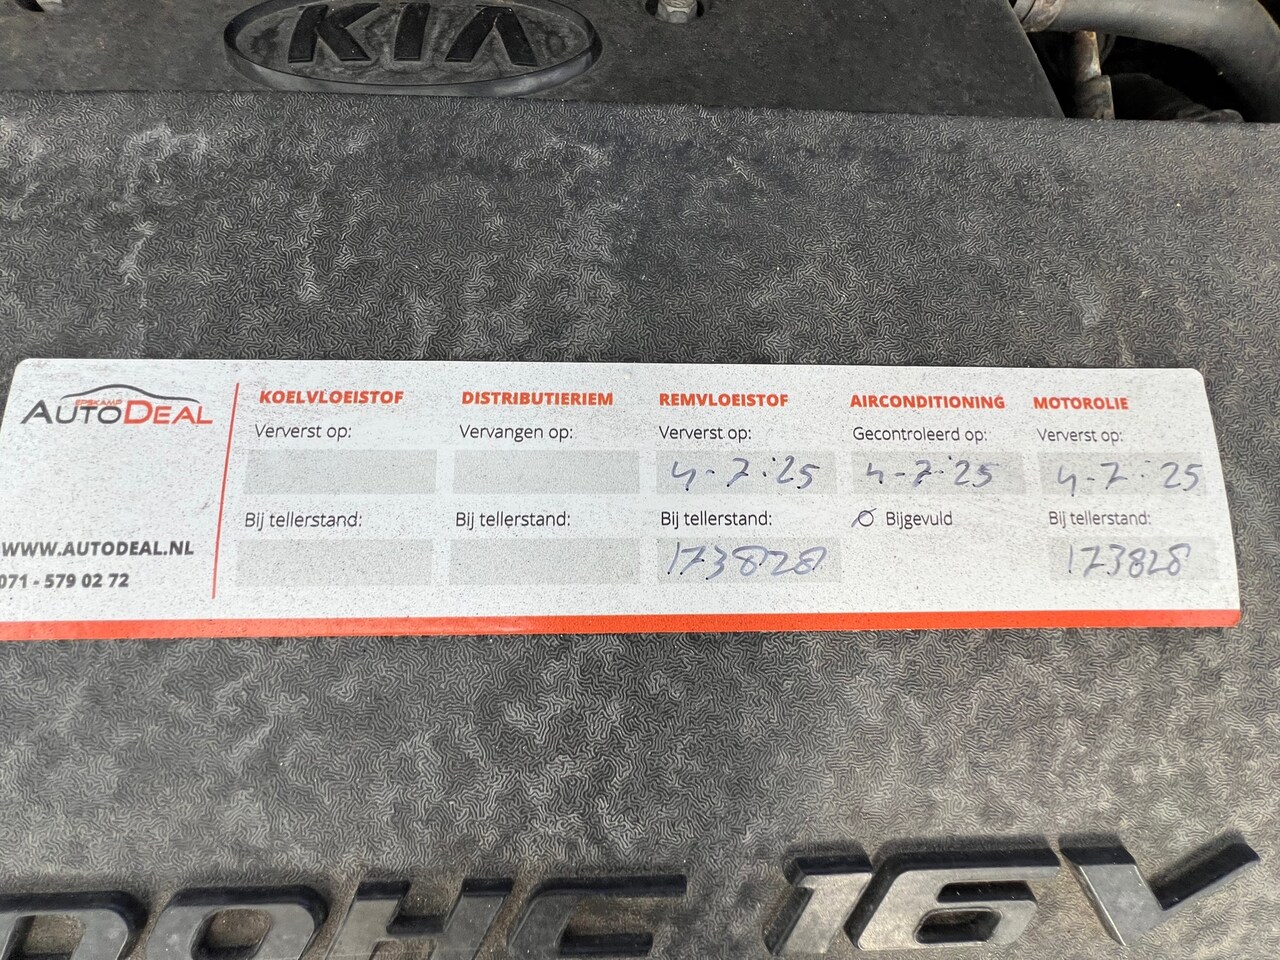 KIA
EPSKAMP
AUTODEAL
WWW.AUTODEAL.NL
071 - 579 02 72
KOELVLOEISTOF
Ververst op:
Bij tellerstand:
DISTRIBUTIERIEM
Vervangen op:
Bij tellerstand:
REMVLOEISTOF
Ververst op:
4-7-25
Bij tellerstand:
173828
AIRCONDITIONING
Gecontroleerd op:
4-7-25
Bijgevuld
MOTOROLIE
Ververst op:
4-7-25
Bij tellerstand:
173828
DOHC 16V